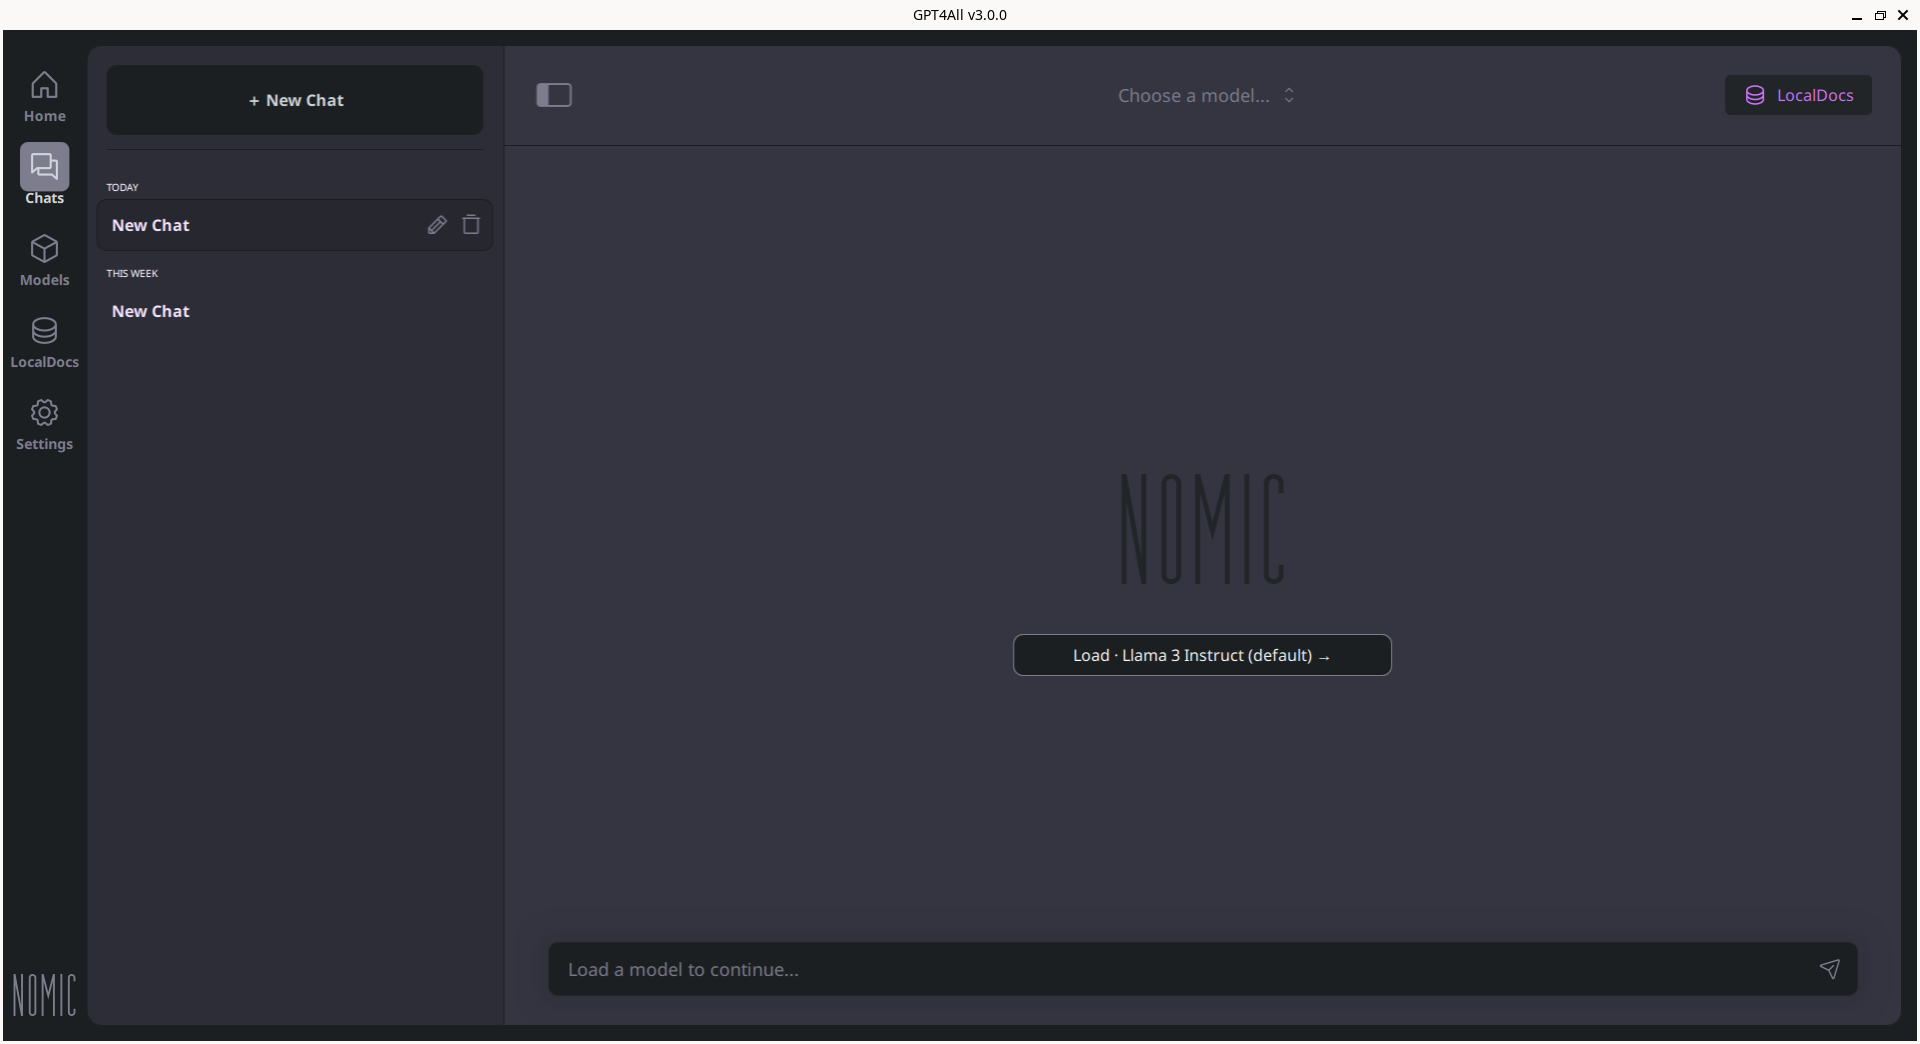 GPT4All v3.0.0
Home
Chats
Models
LocalDocs
Settings
NOMIC
+ New Chat
TODAY
New Chat
THIS WEEK
New Chat
Choose a model...
LocalDocs
NOMIC
Load · Llama 3 Instruct (default) →
Load a model to continue...